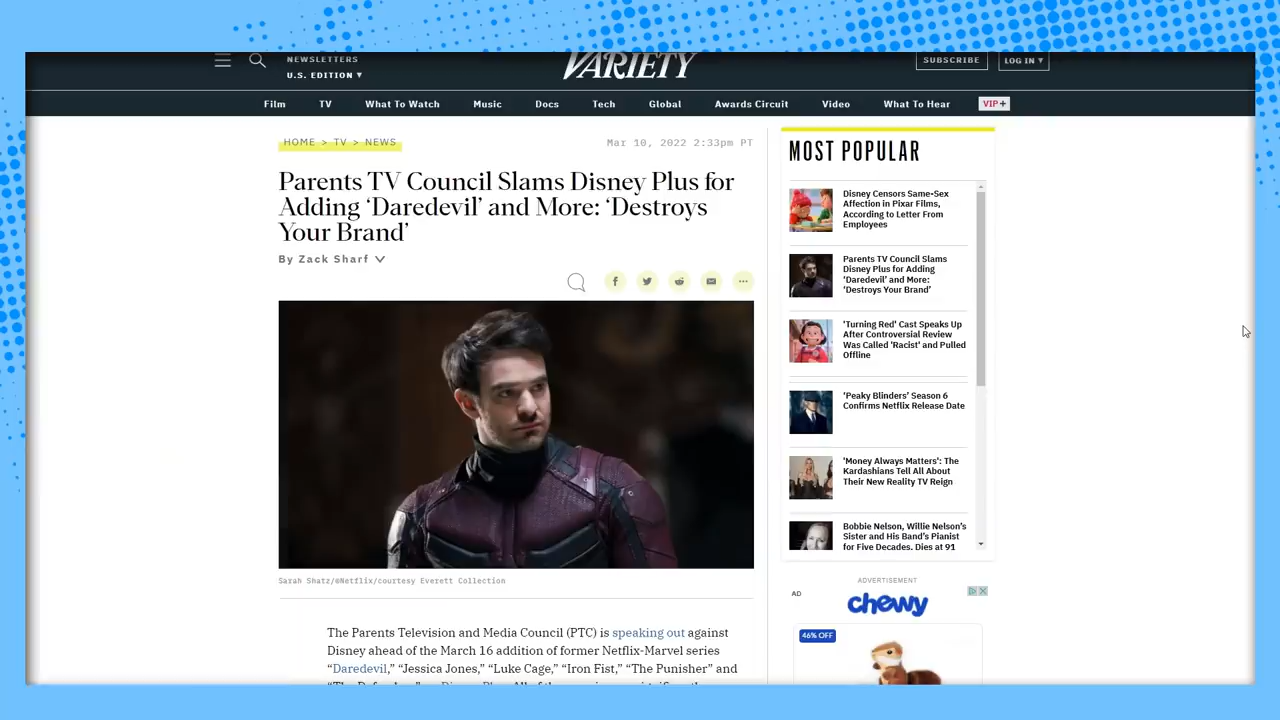 NEWSLETTERS
U.S. EDITION
VARIETY
SUBSCRIBE
LOG IN
Film TV What To Watch Music Docs Tech Global Awards Circuit Video What To Hear VIP+
HOME > TV > NEWS
Mar 10, 2022 2:33pm PT
Parents TV Council Slams Disney Plus for
Adding ‘Daredevil’ and More: ‘Destroys
Your Brand’
By Zack Sharf
Sarah Shatz/@Netflix/courtesy Everett Collection
The Parents Television and Media Council (PTC) is speaking out against
Disney ahead of the March 16 addition of former Netflix-Marvel series
“Daredevil,” “Jessica Jones,” “Luke Cage,” “Iron Fist,” “The Punisher” and
MOST POPULAR
Disney Censors Same-Sex
Affection in Pixar Films,
According to Letter From
Employees
Parents TV Council Slams
Disney Plus for Adding
‘Daredevil’ and More:
‘Destroys Your Brand’
‘Turning Red’ Cast Speaks Up
After Controversial Review
Was Called ‘Racist’ and Pulled
Offline
‘Peaky Blinders’ Season 6
Confirms Netflix Release Date
‘Money Always Matters’: The
Kardashians Tell All About
Their New Reality TV Reign
Bobbie Nelson, Willie Nelson’s
Sister and His Band’s Pianist
for Five Decades, Dies at 91
ADVERTISEMENT
AD
chewy
46% OFF